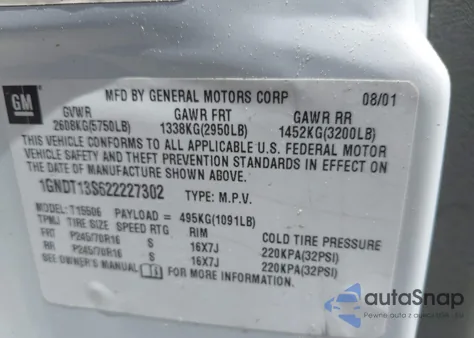 GM
MFD BY GENERAL MOTORS CORP 08/01
GVWR GAWR FRT GAWR RR
2608KG(5750LB) 1338KG(2950LB) 1452KG(3200LB)
THIS VEHICLE CONFORMS TO ALL APPLICABLE U.S. FEDERAL MOTOR
VEHICLE SAFETY AND THEFT PREVENTION STANDARDS IN EFFECT ON
THE DATE OF MANUFACTURE SHOWN ABOVE.
1GNDT13S622227302 TYPE: M.P.V.
MODEL: T15506 PAYLOAD = 495KG(1091LB)
TPMJ TIRE SIZE SPEED RTG RIM COLD TIRE PRESSURE
FRT P245/70R16 S 16X7J 220KPA(32PSI)
RR P245/70R16 S 16X7J 220KPA(32PSI)
SEE OWNER'S MANUAL FOR MORE INFORMATION.
autoSnap
Pewne auto z autopsji